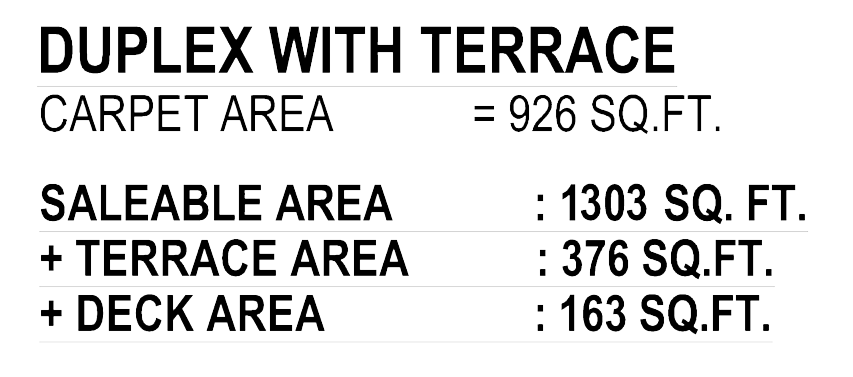 DUPLEX WITH TERRACE
CARPET AREA = 926 SQ.FT.
SALEABLE AREA : 1303 SQ. FT.
+ TERRACE AREA : 376 SQ.FT.
+ DECK AREA : 163 SQ.FT.